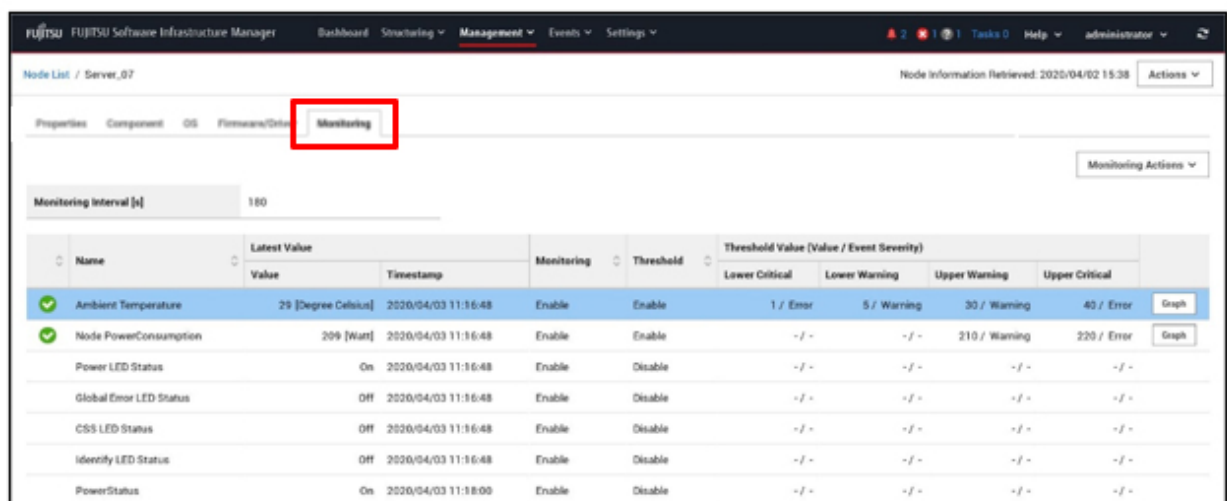 FUJITSU FUJITSU Software Infrastructure Manager Dashboard Structuring Management Events Settings 2 1 1 Tasks 0 Help administrator
Node List / Server_07 Node Information Retrieved: 2020/04/02 15:38 Actions
Properties Component OS Firmware/Driver Monitoring
Monitoring Actions
Monitoring Interval [s] 180
Name Latest Value Monitoring Threshold Threshold Value (Value / Event Severity)
Value Timestamp Lower Critical Lower Warning Upper Warning Upper Critical
Ambient Temperature 29 [Degree Celsius] 2020/04/03 11:16:48 Enable Enable 1 / Error 5 / Warning 30 / Warning 40 / Error Graph
Node PowerConsumption 209 [Watt] 2020/04/03 11:16:48 Enable Enable - / - - / - 210 / Warning 220 / Error Graph
Power LED Status On 2020/04/03 11:16:48 Enable Disable - / - - / - - / - - / -
Global Error LED Status Off 2020/04/03 11:16:48 Enable Disable - / - - / - - / - - / -
CSS LED Status Off 2020/04/03 11:16:48 Enable Disable - / - - / - - / - - / -
Identify LED Status Off 2020/04/03 11:16:48 Enable Disable - / - - / - - / - - / -
PowerStatus On 2020/04/03 11:18:00 Enable Disable - / - - / - - / - - / -